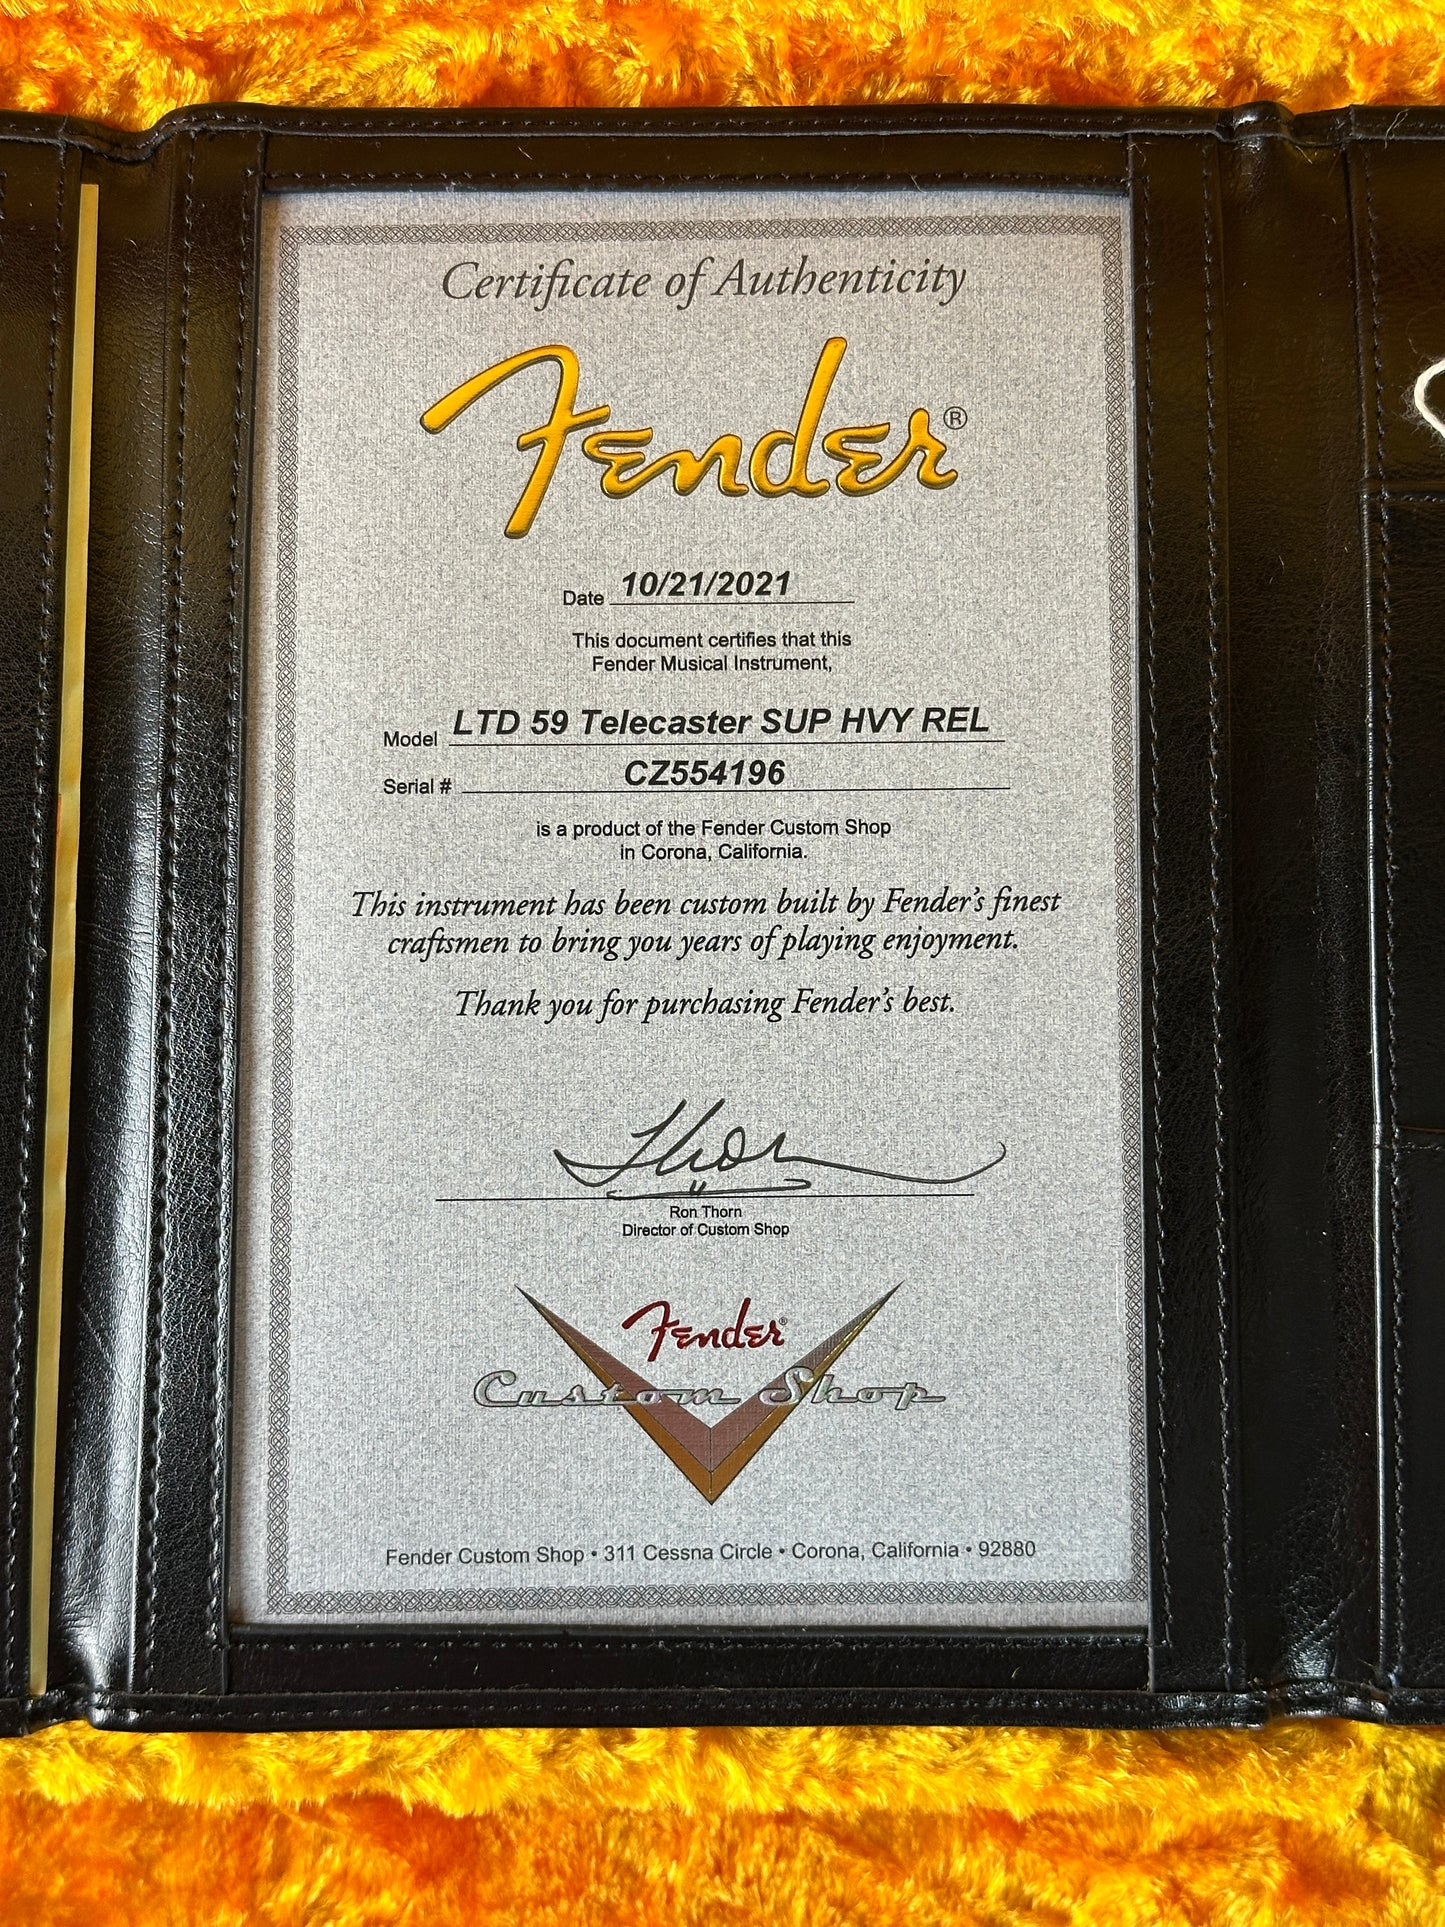 Certificate of Authenticity
Fender®
Date 10/21/2021
This document certifies that this
Fender Musical Instrument,
Model LTD 59 Telecaster SUP HVY REL
Serial # CZ554196
is a product of the Fender Custom Shop
in Corona, California.
This instrument has been custom built by Fender's finest
craftsmen to bring you years of playing enjoyment.
Thank you for purchasing Fender's best.
Ron Thorn
Director of Custom Shop
Fender®
Custom Shop
Fender Custom Shop • 311 Cessna Circle • Corona, California • 92880